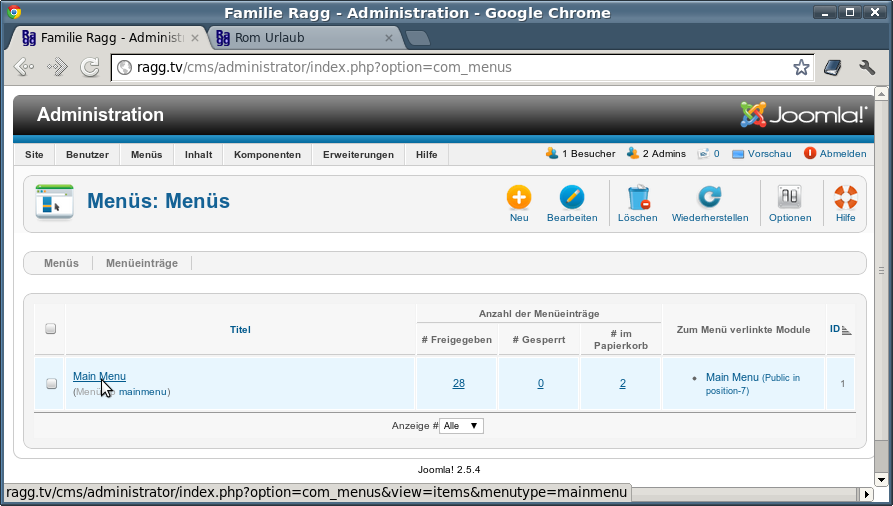 Familie Ragg - Administration - Google Chrome
Familie Ragg - Administ
Rom Urlaub
ragg.tv/cms/administrator/index.php?option=com_menus
Administration
Joomla!
Site Benutzer Menüs Inhalt Komponenten Erweiterungen Hilfe 1 Besucher 2 Admins 0 Vorschau Abmelden
Menüs: Menüs
Neu Bearbeiten Löschen Wiederherstellen Optionen Hilfe
Menüs Menüeinträge
Anzahl der Menüeinträge
Titel # Freigegeben # Gesperrt # im Papierkorb Zum Menü verlinkte Module ID
Main Menu 28 0 2 Main Menu (Public in position-7) 1
mainmenu)
Anzeige # Alle
Joomla! 2.5.4
ragg.tv/cms/administrator/index.php?option=com_menus&view=items&menutype=mainmenu